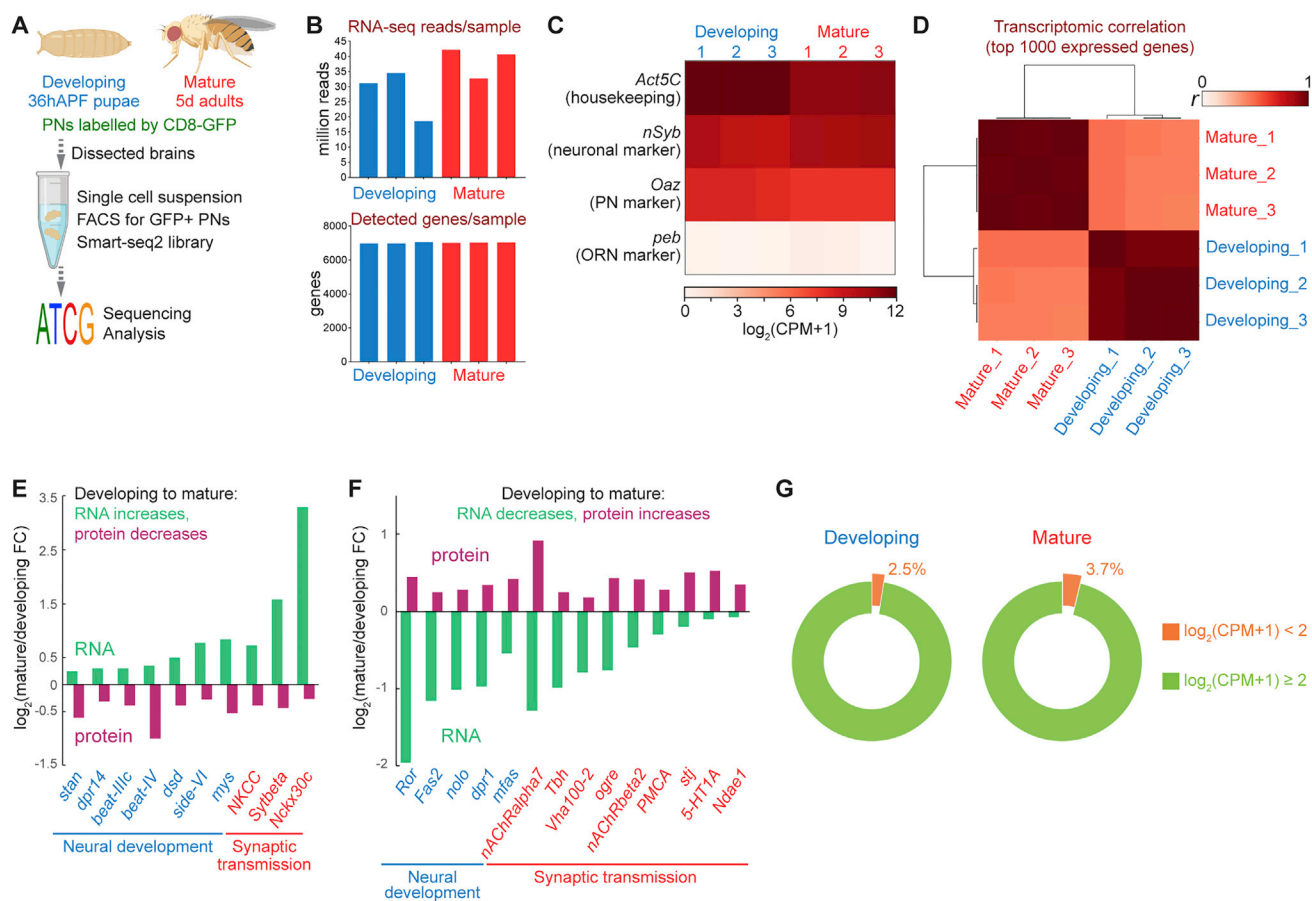 A
Developing
36hAPF pupae
Mature
5d adults
PNs labelled by CD8-GFP
Dissected brains
Single cell suspension
FACS for GFP+ PNs
Smart-seq2 library
ATCG
Sequencing
Analysis
B
RNA-seq reads/sample
million reads
45
40
35
30
25
20
15
10
5
0
Developing
Mature
Detected genes/sample
genes
8000
7000
6000
4000
2000
0
Developing
Mature
C
Developing
Mature
1 2 3 1 2 3
Act5C
(housekeeping)
nSyb
(neuronal marker)
Oaz
(PN marker)
peb
(ORN marker)
0 3 6 9 12
log2(CPM+1)
D
Transcriptomic correlation
(top 1000 expressed genes)
0 1
r
Mature_1
Mature_2
Mature_3
Developing_1
Developing_2
Developing_3
Mature_1
Mature_2
Mature_3
Developing_1
Developing_2
Developing_3
E
Developing to mature:
RNA increases,
protein decreases
log2(mature/developing FC)
3.5
2.5
1.5
0.5
0
-0.5
-1.5
RNA
protein
stan
dpr14
beat-IIIc
beat-IV
dsd
side-VI
mys
NKCC
Sytbeta
Nckx30c
Neural development
Synaptic
transmission
F
Developing to mature:
RNA decreases, protein increases
log2(mature/developing FC)
1
0
-1
-2
protein
RNA
Ror
Fas2
nolo
dpr1
mfas
nAChRalpha7
Tbh
Vha100-2
ogre
nAChRbeta2
PMCA
stj
5-HT1A
Ndae1
Neural
development
Synaptic transmission
G
Developing
2.5%
Mature
3.7%
log2(CPM+1) < 2
log2(CPM+1) ≥ 2